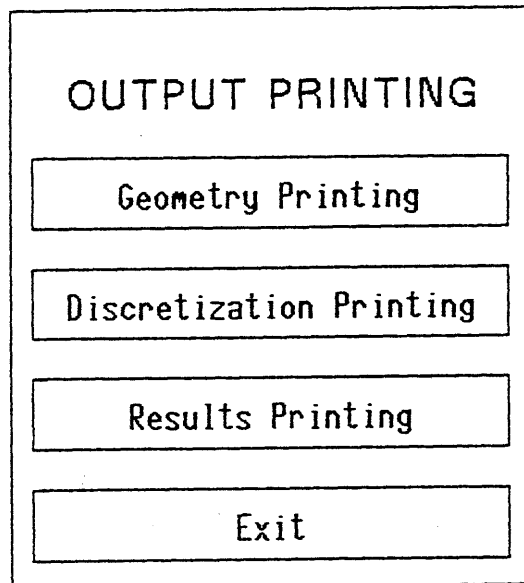 OUTPUT PRINTING
Geometry Printing
Discretization Printing
Results Printing
Exit